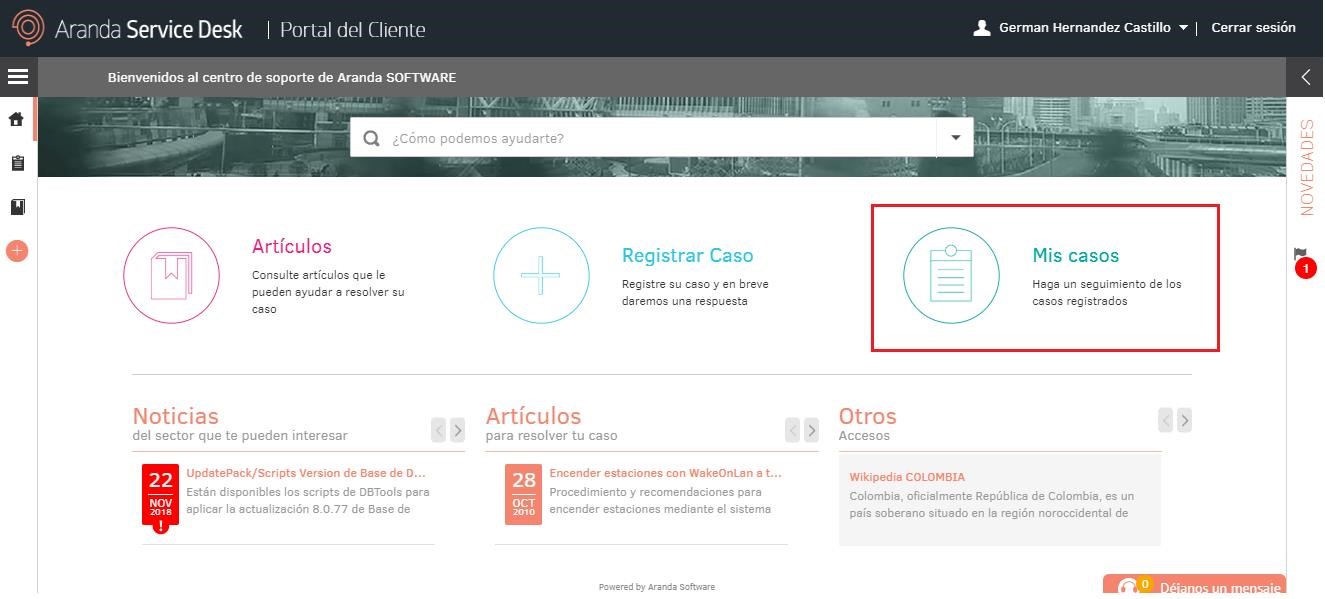 Aranda Service Desk | Portal del Cliente
German Hernandez Castillo | Cerrar sesión
Bienvenidos al centro de soporte de Aranda SOFTWARE
¿Cómo podemos ayudarte?
NOVEDADES
1
Artículos
Consulte artículos que le
pueden ayudar a resolver su
caso
Registrar Caso
Registre su caso y en breve
daremos una respuesta
Mis casos
Haga un seguimiento de los
casos registrados
Noticias
del sector que te pueden interesar
22
NOV
2018
!
UpdatePack/Scripts Version de Base de D...
Están disponibles los scripts de DBTools para
aplicar la actualización 8.0.77 de Base de
Artículos
para resolver tu caso
28
OCT
2010
Encender estaciones con WakeOnLan a t...
Procedimiento y recomendaciones para
encender estaciones mediante el sistema
Otros
Accesos
Wikipedia COLOMBIA
Colombia, oficialmente República de Colombia, es un
país soberano situado en la región noroccidental de
Powered by Aranda Software
0
Déjanos un mensaje